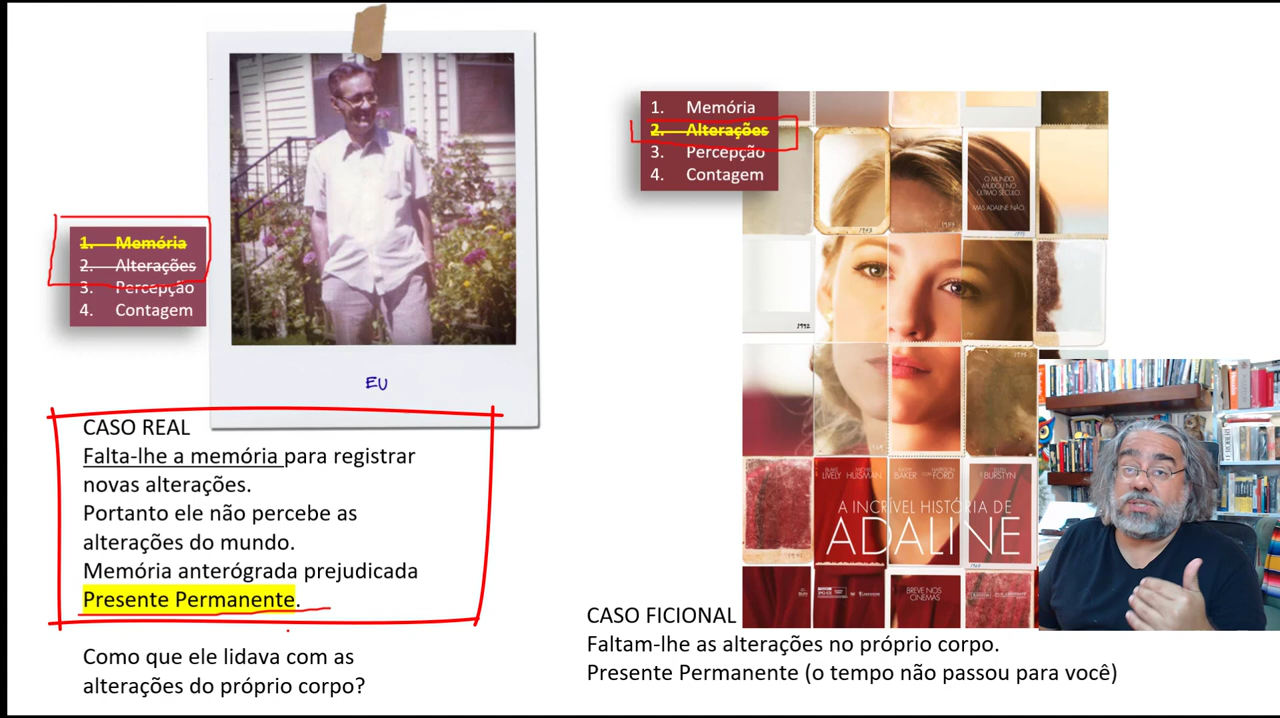 1. Memória
2. Alterações
3. Percepção
4. Contagem
EU
CASO REAL
Falta-lhe a memória para registrar
novas alterações.
Portanto ele não percebe as
alterações do mundo.
Memória anterógrada prejudicada
Presente Permanente.
Como que ele lidava com as
alterações do próprio corpo?
1. Memória
2. Alterações
3. Percepção
4. Contagem
O MUNDO
MUDOU NO
ÚLTIMO SÉCULO.
MAS ADALINE NÃO.
1992
BLAKE
LIVELY
HUISMAN
BAKER
HARRISON
FORD
ELLEN
BURSTYN
A INCRÍVEL HISTÓRIA DE
ADALINE
BREVE NOS
CINEMAS
CASO FICIONAL
Faltam-lhe as alterações no próprio corpo.
Presente Permanente (o tempo não passou para você)